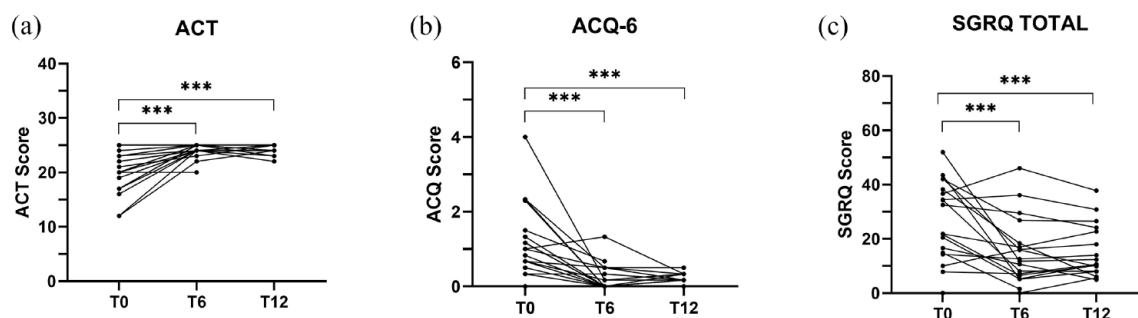 (a)
ACT
40
30
20
10
0
ACT Score
***
***
T0 T6 T12
(b)
ACQ-6
6
4
2
0
ACQ Score
***
***
T0 T6 T12
(c)
SGRQ TOTAL
80
60
40
20
0
SGRQ Score
***
***
T0 T6 T12